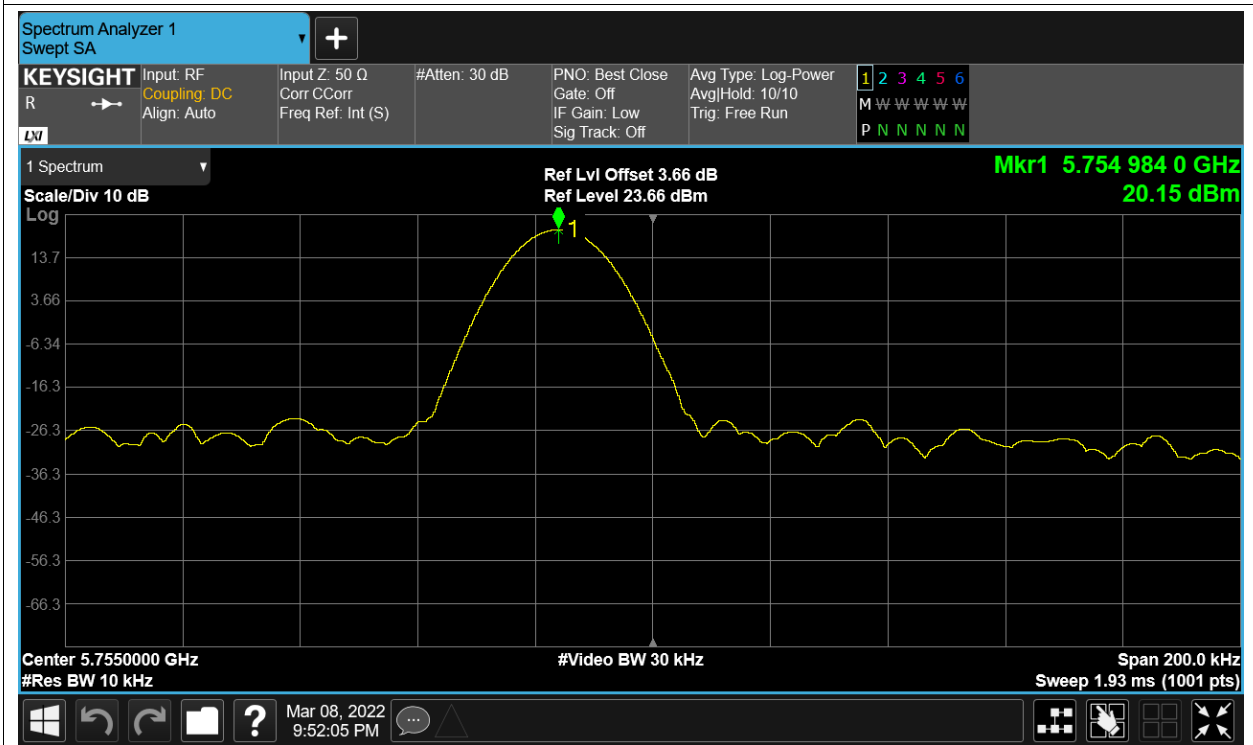 Spectrum Analyzer 1
Swept SA
KEYSIGHT
R
LXI
Input: RF
Coupling: DC
Align: Auto
Input Z: 50 Ω
Corr CCorr
Freq Ref: Int (S)
#Atten: 30 dB
PNO: Best Close
Gate: Off
IF Gain: Low
Sig Track: Off
Avg Type: Log-Power
Avg|Hold: 10/10
Trig: Free Run
1 2 3 4 5 6
M W W W W W
P N N N N N
1 Spectrum
Scale/Div 10 dB
Log
Ref Lvl Offset 3.66 dB
Ref Level 23.66 dBm
Mkr1 5.754 984 0 GHz
20.15 dBm
1
13.7
3.66
-6.34
-16.3
-26.3
-36.3
-46.3
-56.3
-66.3
Center 5.7550000 GHz
#Video BW 30 kHz
Span 200.0 kHz
#Res BW 10 kHz
Sweep 1.93 ms (1001 pts)
?
Mar 08, 2022
9:52:05 PM